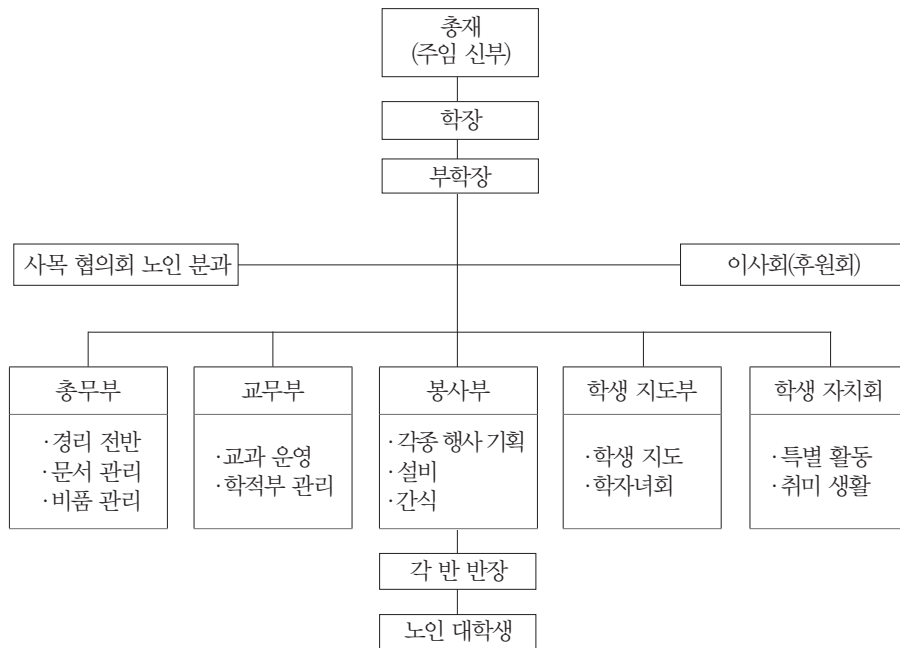 총재
(주임 신부)
학장
부학장
사목 협의회 노인 분과
이사회(후원회)
총무부
·경리 전반
·문서 관리
·비품 관리
교무부
·교과 운영
·학적부 관리
봉사부
·각종 행사 기획
·설비
·간식
학생 지도부
·학생 지도
·학자녀회
학생 자치회
·특별 활동
·취미 생활
각 반 반장
노인 대학생